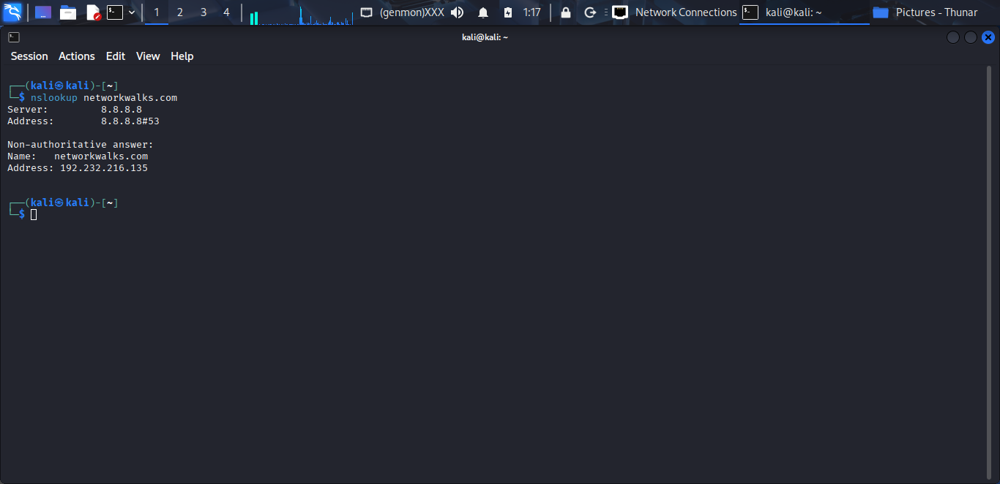 1 2 3 4 (genmon)XXX 1:17 Network Connections kali@kali: ~ Pictures - Thunar
kali@kali: ~
Session Actions Edit View Help
┌──(kali㉿kali)-[~]
└─$ nslookup networkwalks.com
Server:         8.8.8.8
Address:        8.8.8.8#53
Non-authoritative answer:
Name:   networkwalks.com
Address: 192.232.216.135
┌──(kali㉿kali)-[~]
└─$